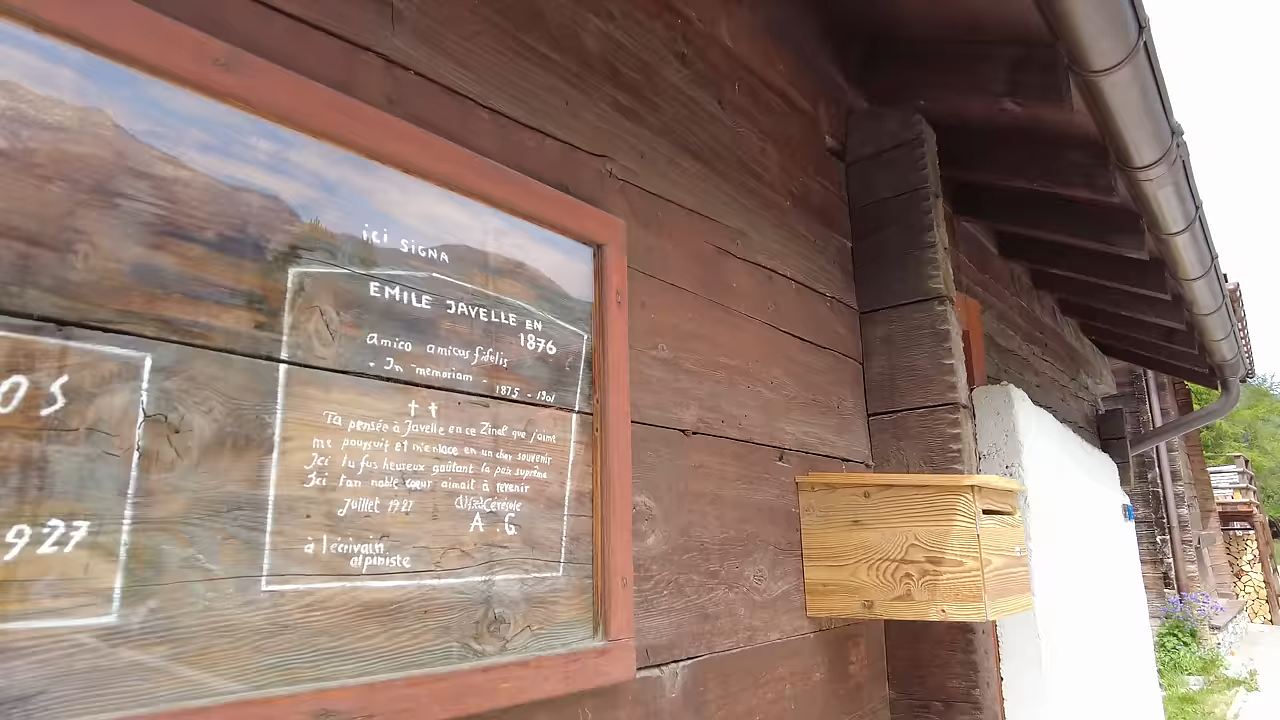 OS
927
ici SIGNA
EMILE JAVELLE EN
1876
Amico amicus fidelis
- In memoriam -
1875 - 1901
Ta pensée à Javelle en ce Zinal que j'aime
me poursuit et m'enlace en un cher souvenir
Ici tu fus heureux goûtant la paix suprême
Ici ton noble cœur aimait à revenir
Juillet 1927
Cérésole
A.G
à l'écrivain
alpiniste